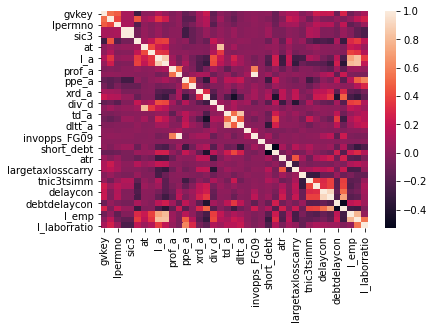 gvkey
lpermno
sic3
at
l_a
prof_a
ppe_a
xrd_a
div_d
td_a
dltt_a
invopps_FG09
short_debt
atr
largetaxlosscarry
tnic3tsimm
delaycon
debtdelaycon
l_emp
l_laborratio
gvkey
lpermno
sic3
at
l_a
prof_a
ppe_a
xrd_a
div_d
td_a
dltt_a
invopps_FG09
short_debt
atr
largetaxlosscarry
tnic3tsimm
delaycon
debtdelaycon
l_emp
l_laborratio
1.0
0.8
0.6
0.4
0.2
0.0
−0.2
−0.4